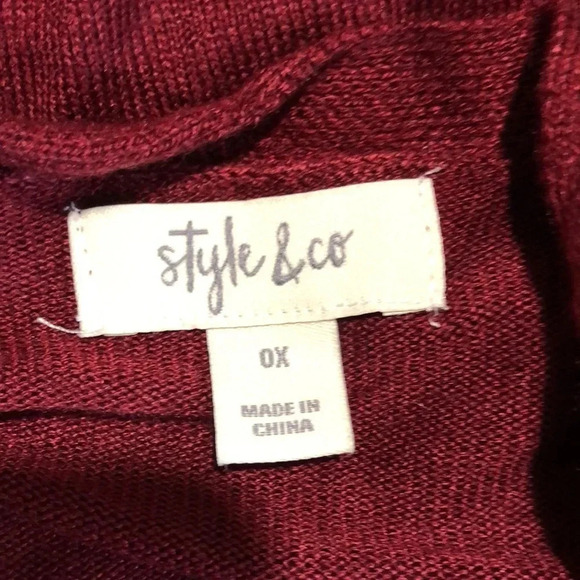 style & co
0X
MADE IN
CHINA